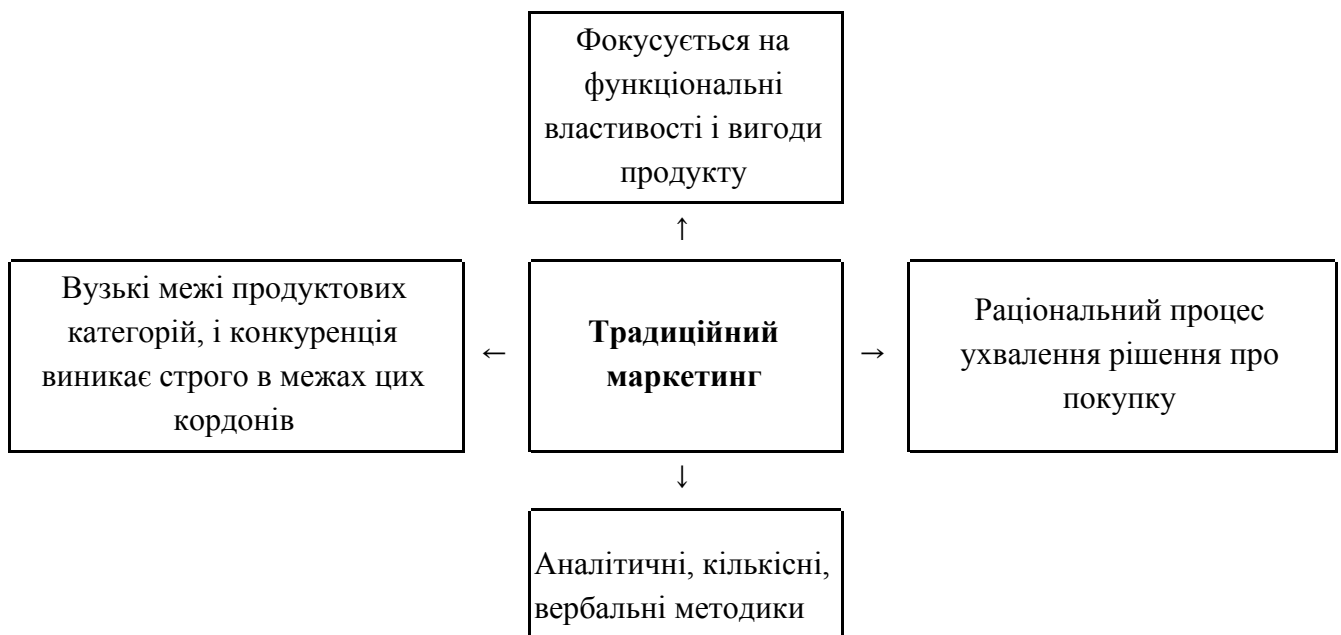 Фокусується на
функціональні
властивості і вигоди
продукту
↑
Вузькі межі продуктових
категорій, і конкуренція
виникає строго в межах цих
кордонів
←
Традиційний
маркетинг
→
Раціональний процес
ухвалення рішення про
покупку
↓
Аналітичні, кількісні,
вербальні методики